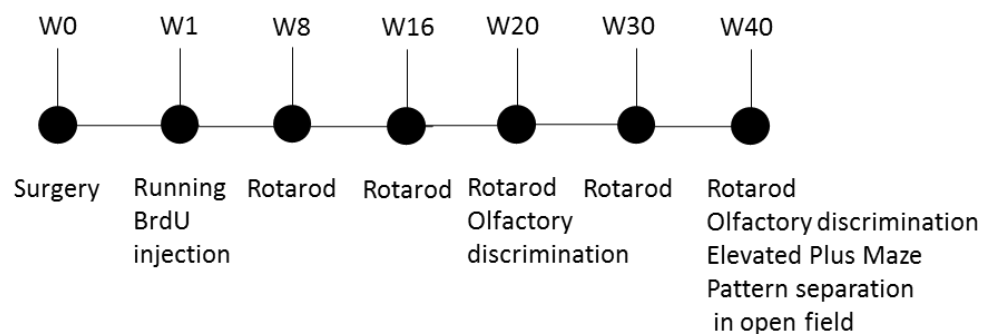 W0 W1 W8 W16 W20 W30 W40
Surgery
Running
BrdU
injection
Rotarod
Rotarod
Rotarod
Olfactory
discrimination
Rotarod
Rotarod
Olfactory discrimination
Elevated Plus Maze
Pattern separation
in open field